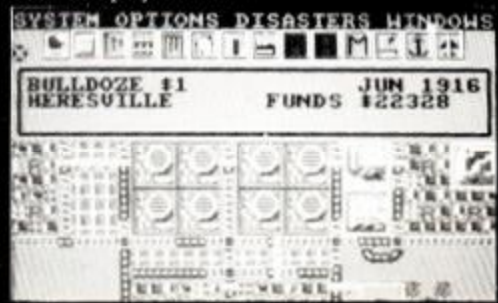 SYSTEM OPTIONS DISASTERS WINDOWS
BULLDOZE $1 JUN 1916
HERESVILLE FUNDS $22328